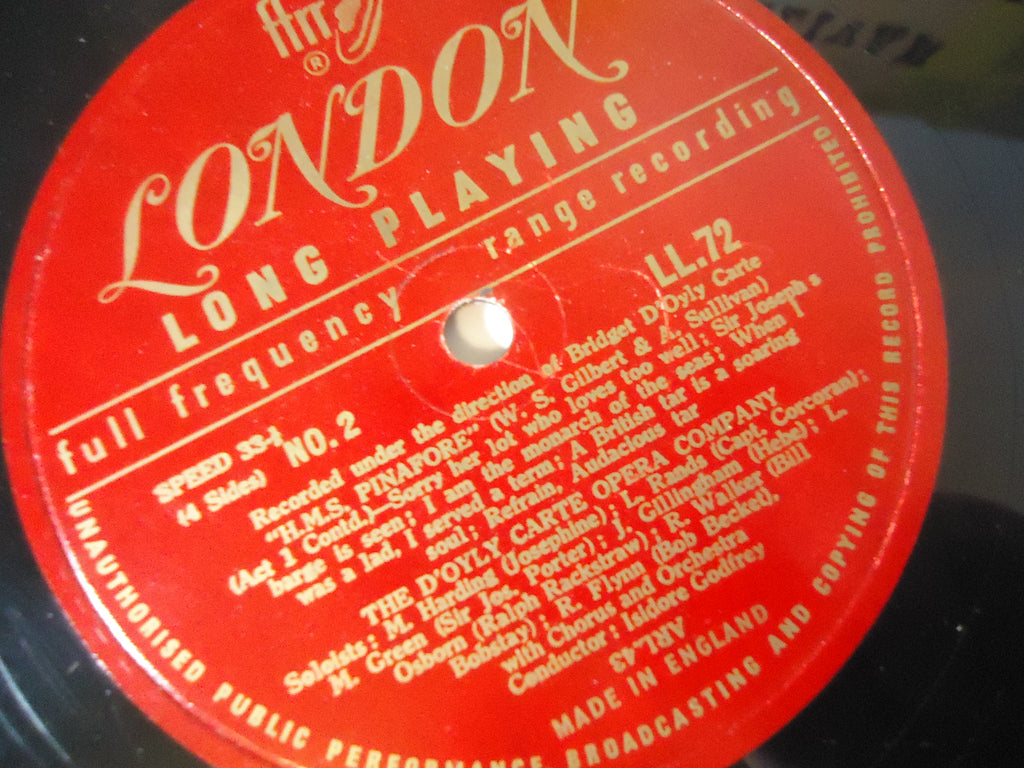 ffrr
®
LONDON
LONG PLAYING
full frequency range recording
LL.72
SPEED 33-⅓
(4 Sides)
NO. 2
Recorded under the direction of Bridget D'Oyly Carte
"H.M.S. PINAFORE" (W. S. Gilbert & A. Sullivan)
(Act 1 Contd.)—Sorry her lot who loves too well; Sir Joseph s
barge is seen; I am the monarch of the seas; When I
was a lad, I served a term; A British tar is a soaring
soul; Refrain, Audacious tar
THE D'OYLY CARTE OPERA COMPANY
Soloists: M. Harding (Josephine); L. Rands (Capt. Corcoran);
M. Green (Sir Jos. Porter); J. Gillingham (Hebe); L.
Osborn (Ralph Rackstraw); R. Walker (Bill
Bobstay); R. Flynn (Bob Becket),
with Chorus and Orchestra
Conductor: Isidore Godfrey
ARL.43
MADE IN ENGLAND
UNAUTHORISED PUBLIC PERFORMANCE BROADCASTING AND COPYING OF THIS RECORD PROHIBITED